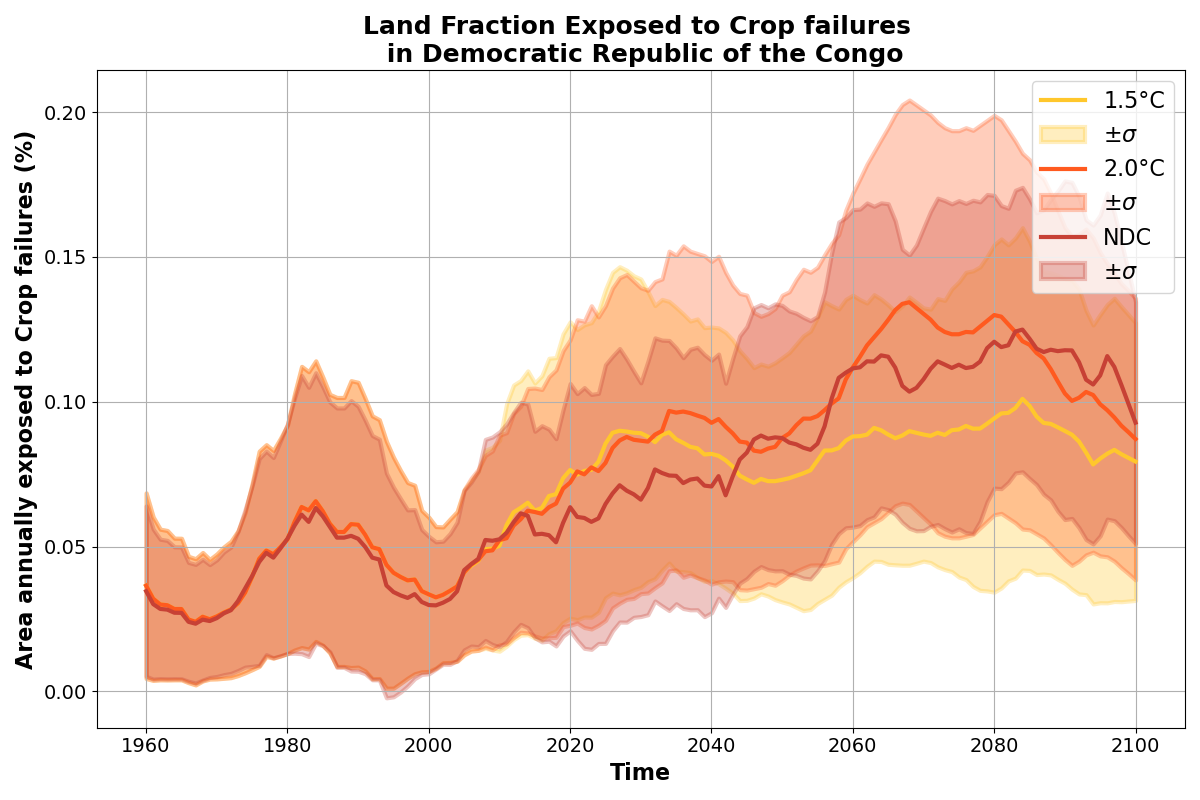 Land Fraction Exposed to Crop failures
in Democratic Republic of the Congo
Area annually exposed to Crop failures (%)
0.20
0.15
0.10
0.05
0.00
1.5°C
±σ
2.0°C
±σ
NDC
±σ
1960 1980 2000 2020 2040 2060 2080 2100
Time